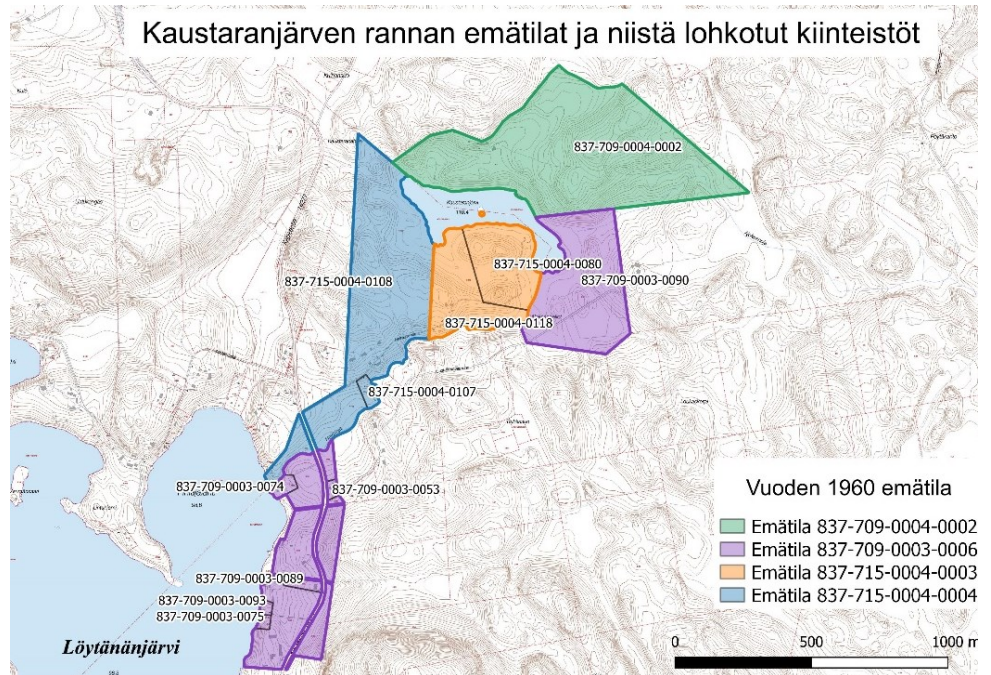 Kaustaranjärven rannan emätilat ja niistä lohkotut kiinteistöt
837-709-0004-0002
837-715-0004-0080
837-709-0003-0090
837-715-0004-0108
837-715-0004-0118
837-715-0004-0107
837-709-0003-0074
837-709-0003-0053
837-709-0003-0089
837-709-0003-0093
837-709-0003-0075
Löytänänjärvi
Vuoden 1960 emätila
Emätila 837-709-0004-0002
Emätila 837-709-0003-0006
Emätila 837-715-0004-0003
Emätila 837-715-0004-0004
0 500 1000 m